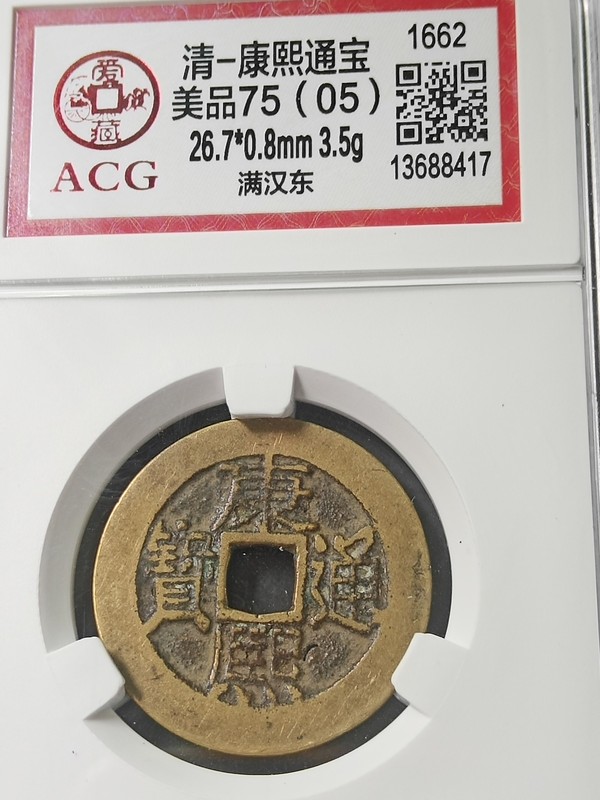 爱藏
ACG
清-康熙通宝
美品75（05）
26.7*0.8mm 3.5g
满汉东
1662
13688417
康熙通寶